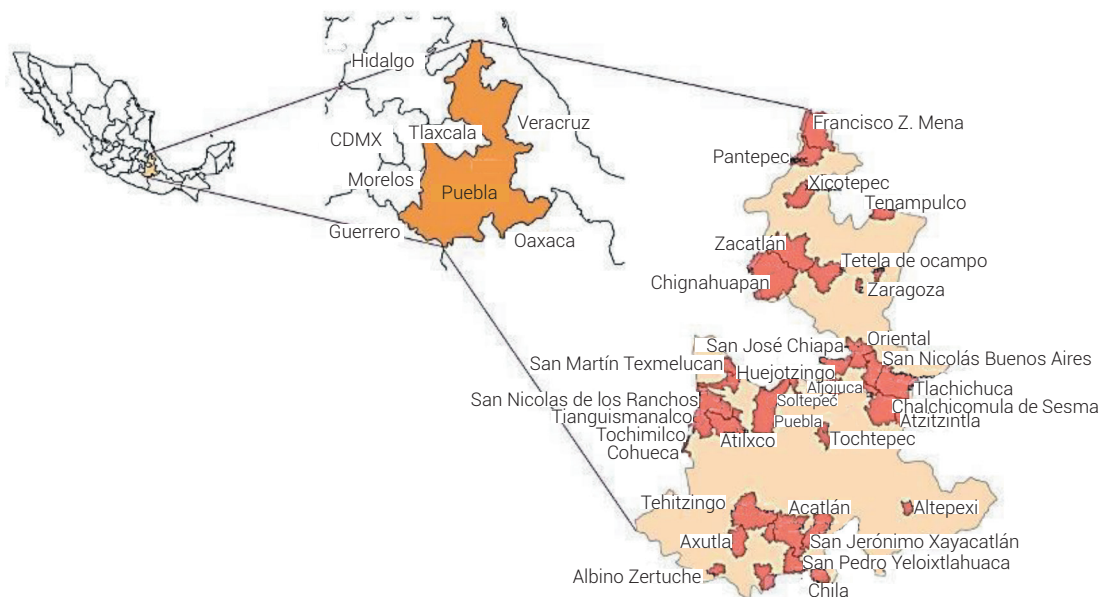 Hidalgo
CDMX
Tlaxcala
Veracruz
Morelos
Puebla
Guerrero
Oaxaca
Francisco Z. Mena
Pantepec
Xicotepec
Tenampulco
Zacatlán
Tetela de ocampo
Chignahuapan
Zaragoza
Oriental
San José Chiapa
San Nicolás Buenos Aires
San Martín Texmelucan
Huejotzingo
Aljojuca
Tlachichuca
San Nicolas de los Ranchos
Soltepec
Chalchicomula de Sesma
Tianguismanalco
Puebla
Atzitzintla
Tochimilco
Atilxco
Tochtepec
Cohueca
Tehitzingo
Acatlán
Altepexi
Axutla
San Jerónimo Xayacatlán
San Pedro Yeloixtlahuaca
Albino Zertuche
Chila